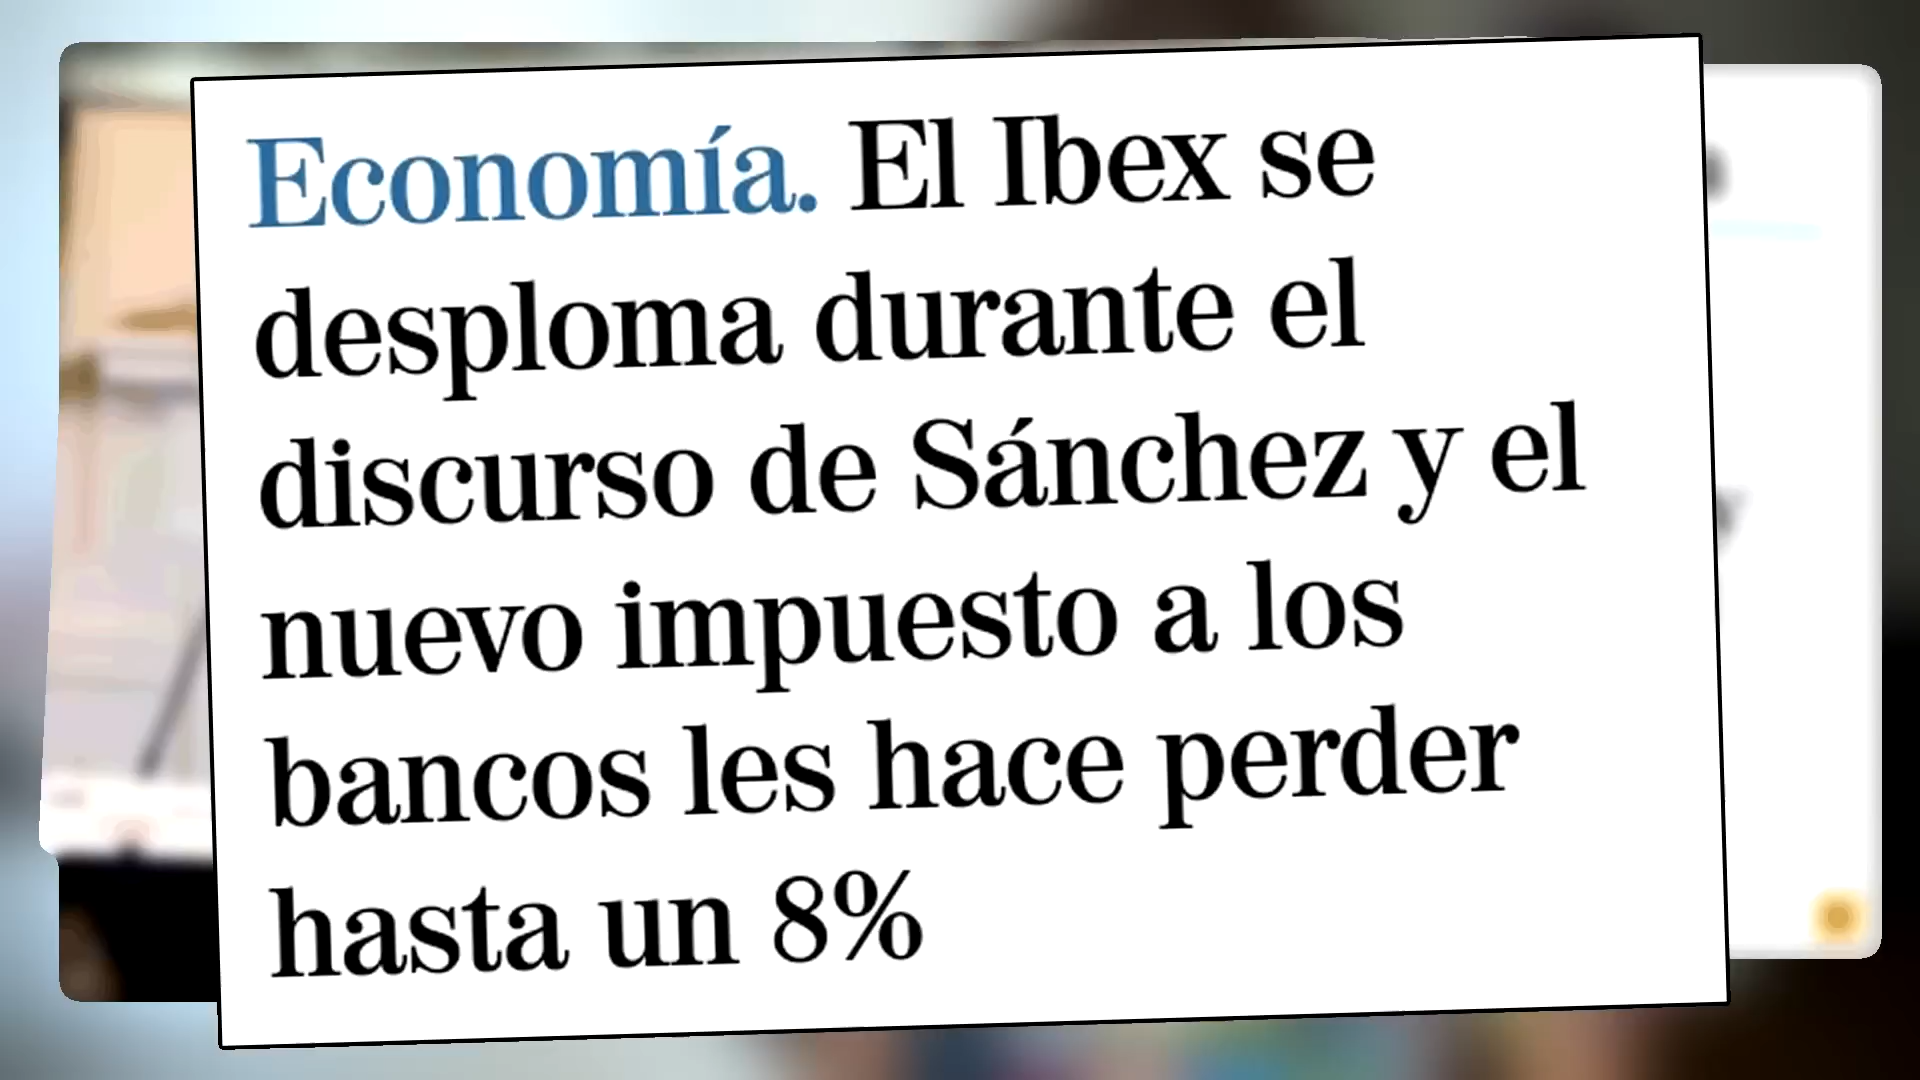 Economía. El Ibex se
desploma durante el
discurso de Sánchez y el
nuevo impuesto a los
bancos les hace perder
hasta un 8%